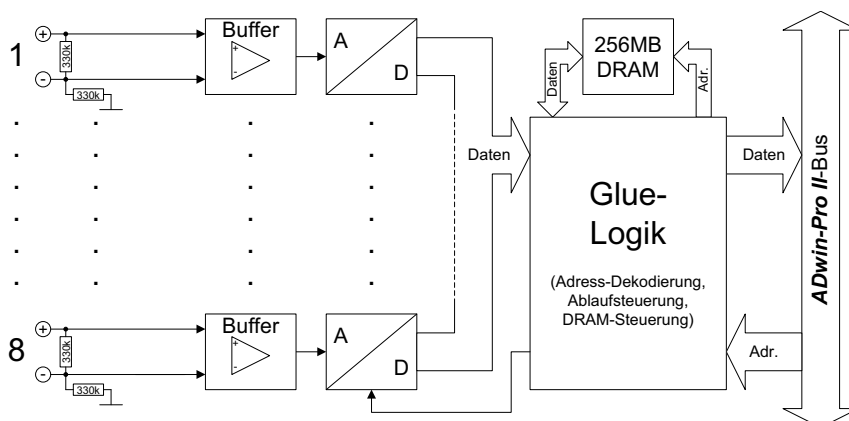 1
+
-
330k
330k
Buffer
+
-
A
D
Daten
256MB
DRAM
Daten
Adr.
Glue-
Logik
(Adress-Dekodierung,
Ablaufsteuerung,
DRAM-Steuerung)
Daten
Adr.
ADwin-Pro II-Bus
8
+
-
330k
330k
Buffer
+
-
A
D